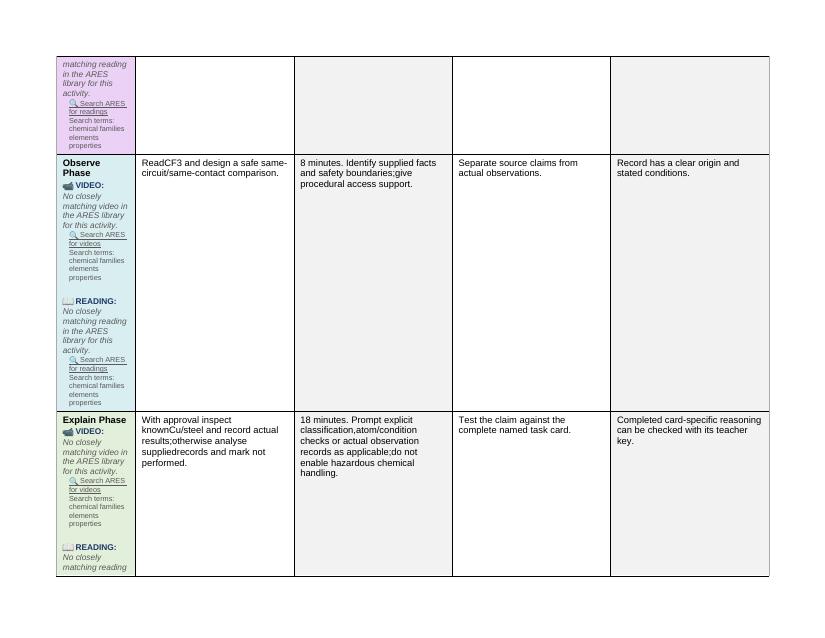 matching reading
in the ARES
library for this
activity.
🔍 Search ARES
for readings
Search terms:
chemical families
elements
properties
Observe
Phase
📹 VIDEO:
No closely
matching video in
the ARES library
for this activity.
🔍 Search ARES
for videos
Search terms:
chemical families
elements
properties
📖 READING:
No closely
matching reading
in the ARES
library for this
activity.
🔍 Search ARES
for readings
Search terms:
chemical families
elements
properties
ReadCF3 and design a safe same-
circuit/same-contact comparison.
8 minutes. Identify supplied facts
and safety boundaries;give
procedural access support.
Separate source claims from
actual observations.
Record has a clear origin and
stated conditions.
Explain Phase
📹 VIDEO:
No closely
matching video in
the ARES library
for this activity.
🔍 Search ARES
for videos
Search terms:
chemical families
elements
properties
📖 READING:
No closely
matching reading
With approval inspect
knownCu/steel and record actual
results;otherwise analyse
suppliedrecords and mark not
performed.
18 minutes. Prompt explicit
classification,atom/condition
checks or actual observation
records as applicable;do not
enable hazardous chemical
handling.
Test the claim against the
complete named task card.
Completed card-specific reasoning
can be checked with its teacher
key.